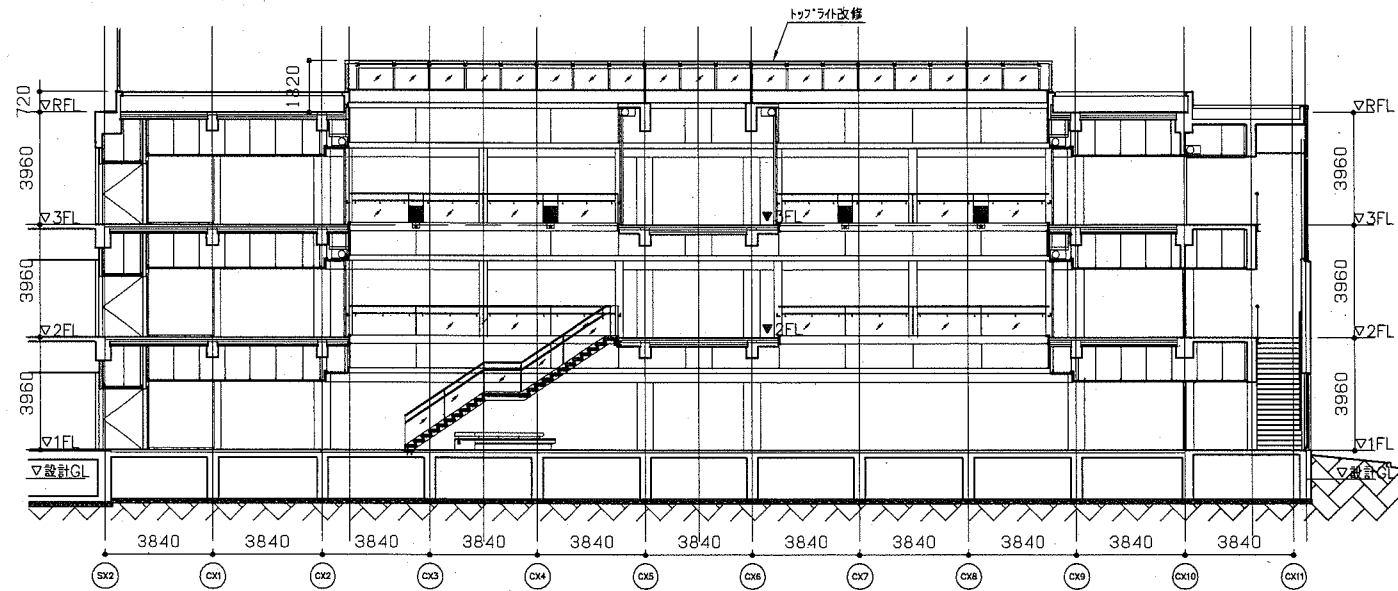 トップライト改修
1820
720
▽RFL
▽RFL
3960
3960
▽3FL
▼3FL
▽3FL
3960
3960
▽2FL
▼2FL
▽2FL
3960
3960
▽1FL
▽1FL
▽設計GL
▽設計GL
3840 3840 3840 3840 3840 3840 3840 3840 3840 3840 3840
SX2 CX1 CX2 CX3 CX4 CX5 CX6 CX7 CX8 CX9 CX10 CX11